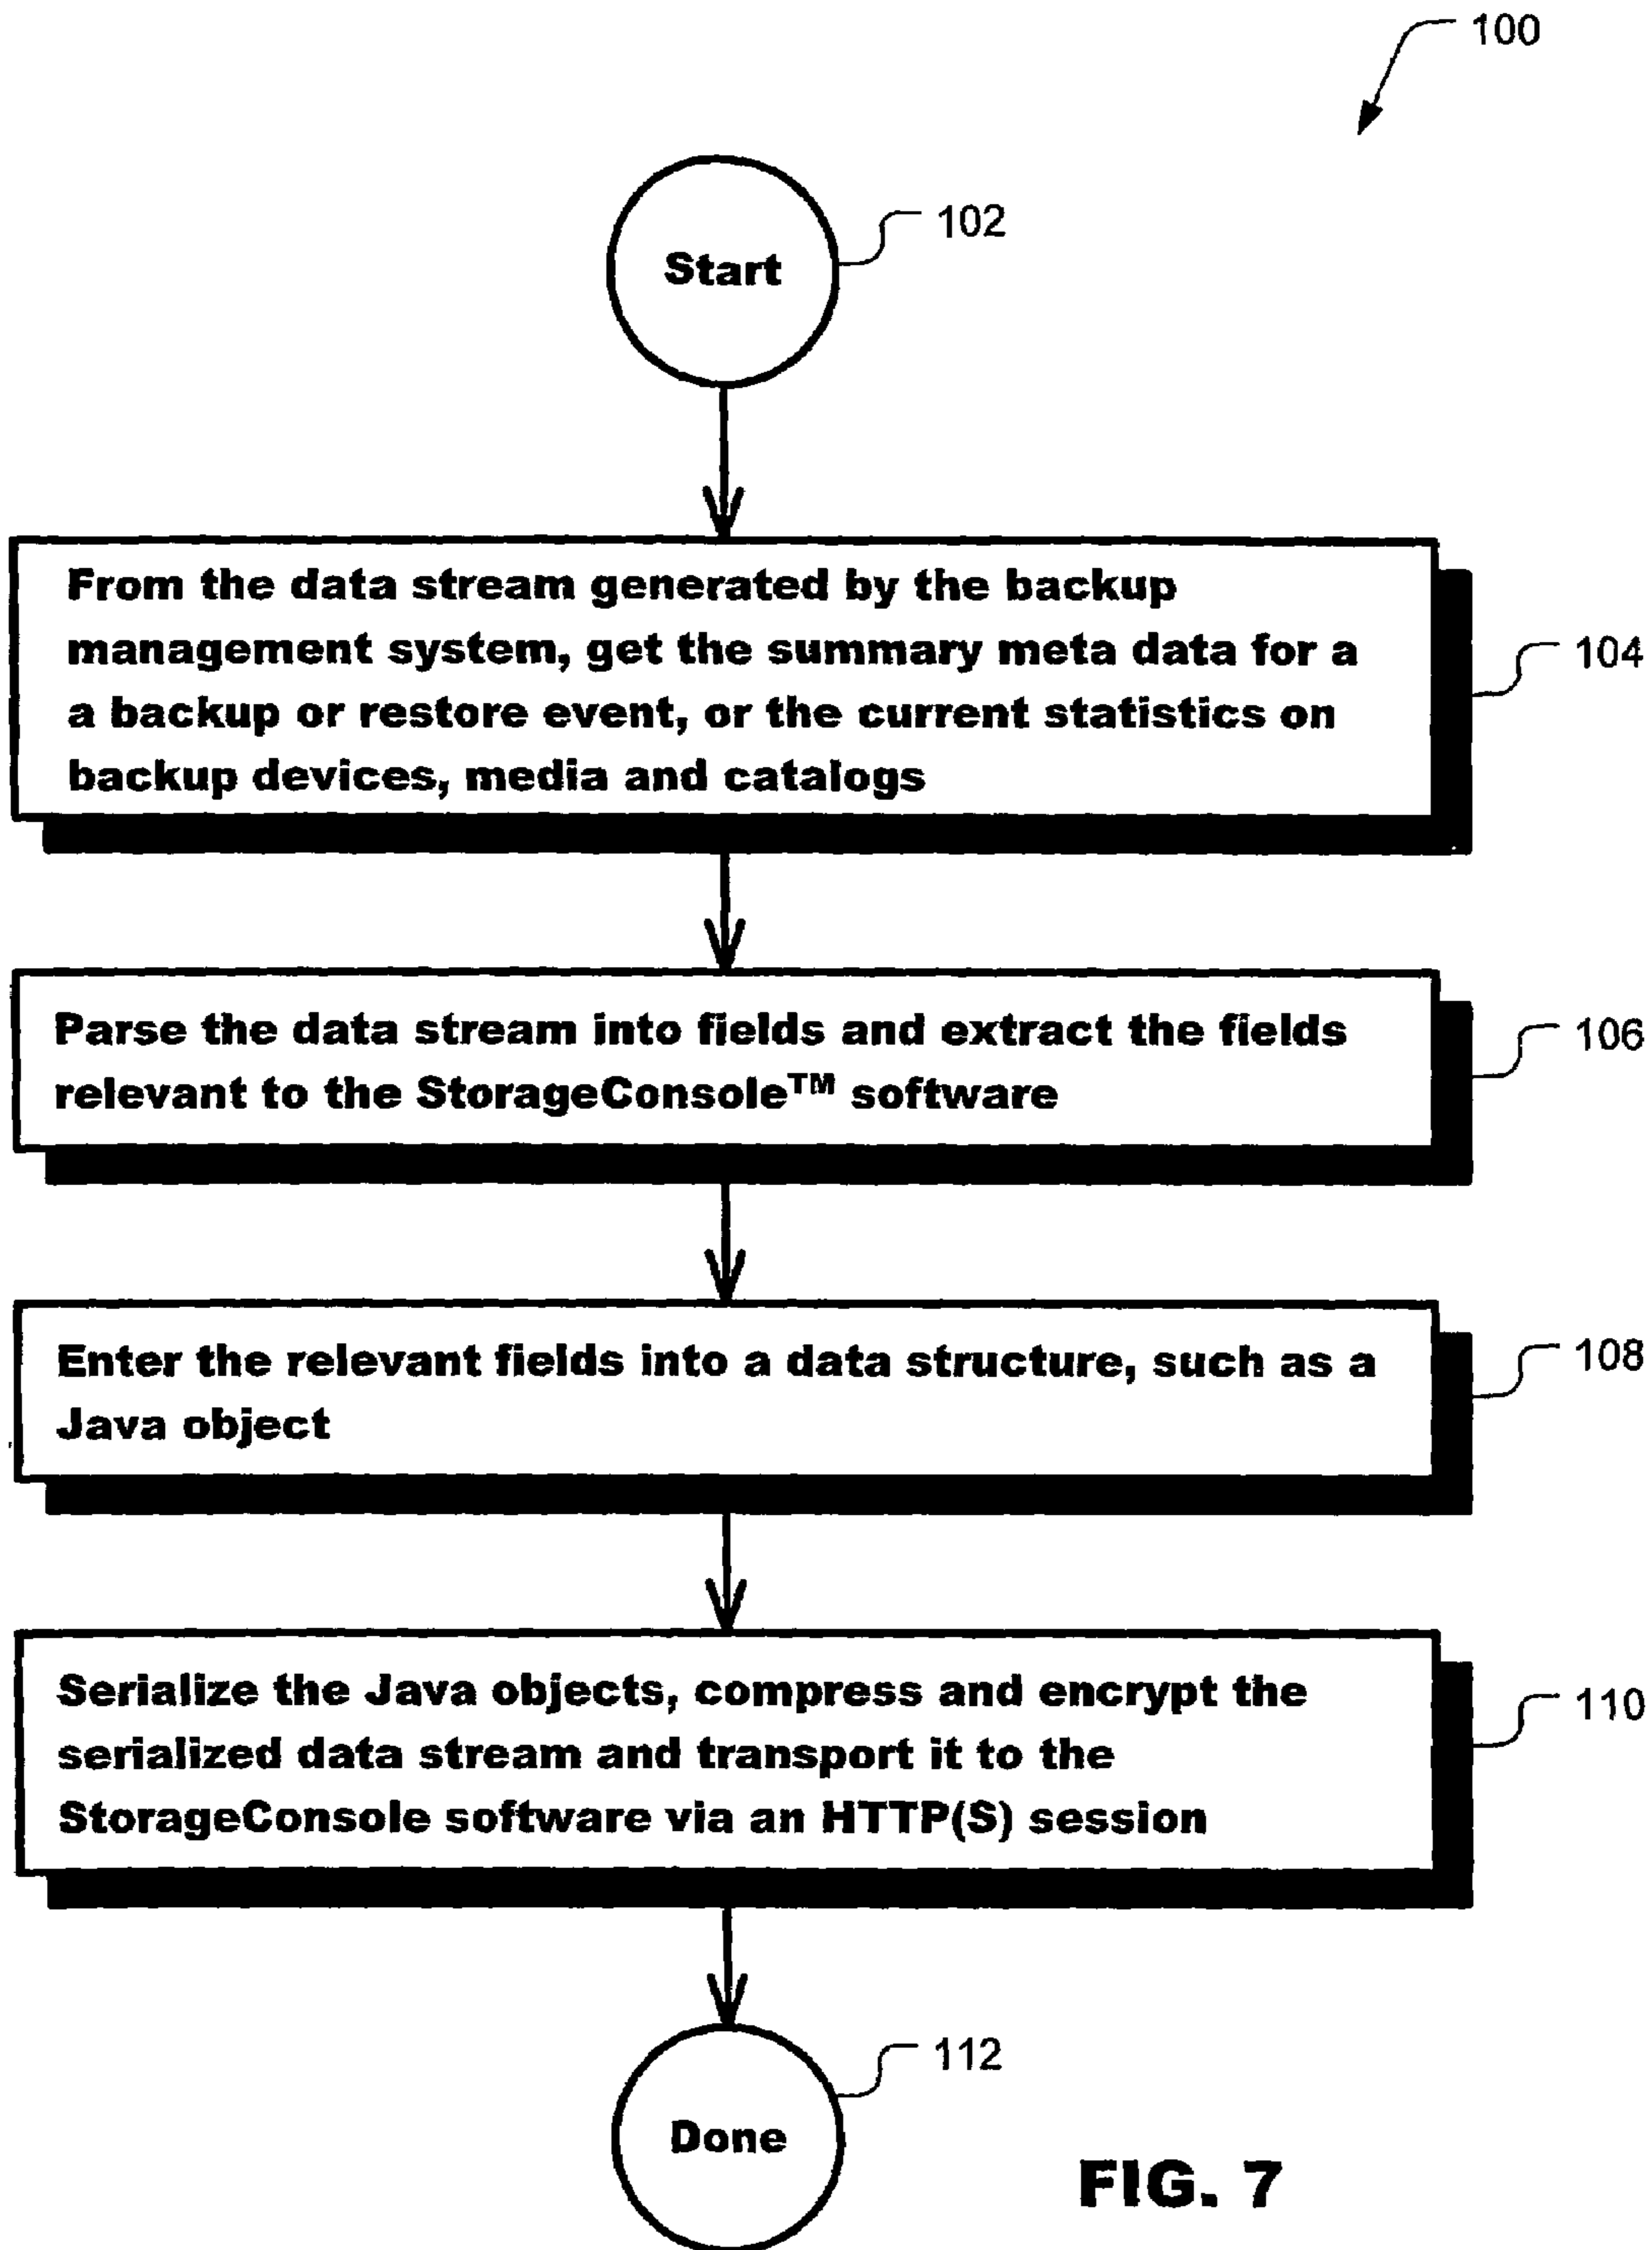 100
Start
102
From the data stream generated by the backup
management system, get the summary meta data for a
a backup or restore event, or the current statistics on
backup devices, media and catalogs
104
Parse the data stream into fields and extract the fields
relevant to the StorageConsole™ software
106
Enter the relevant fields into a data structure, such as a
Java object
108
Serialize the Java objects, compress and encrypt the
serialized data stream and transport it to the
StorageConsole software via an HTTP(S) session
110
112
Done
FIG. 7